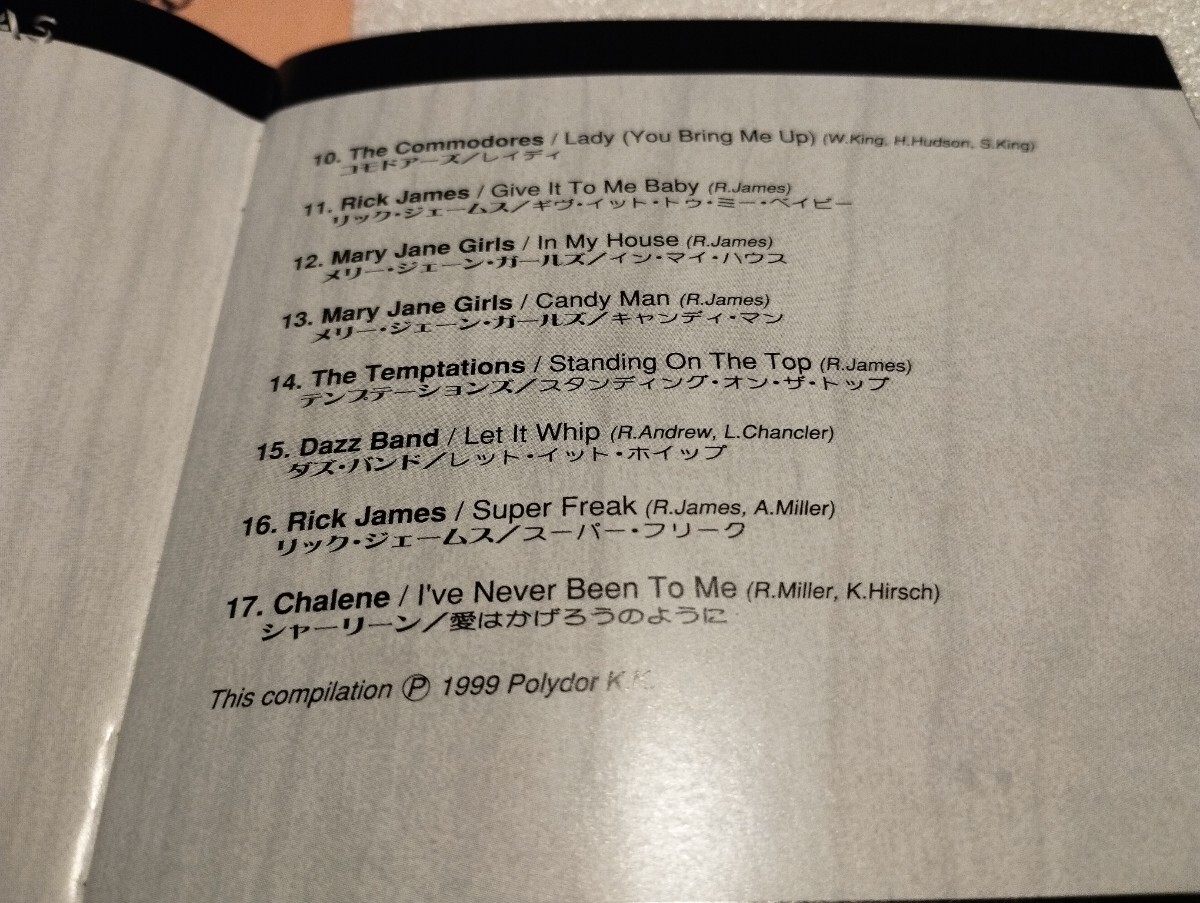 AS
10. The Commodores / Lady (You Bring Me Up) (W.King, H.Hudson, S.King)
コモドアーズ／レイディ
11. Rick James / Give It To Me Baby (R.James)
リック・ジェームス／ギヴ・イット・トゥ・ミー・ベイビー
12. Mary Jane Girls / In My House (R.James)
メリー・ジェーン・ガールズ／イン・マイ・ハウス
13. Mary Jane Girls / Candy Man (R.James)
メリー・ジェーン・ガールズ／キャンディ・マン
14. The Temptations / Standing On The Top (R.James)
テンプテーションズ／スタンディング・オン・ザ・トップ
15. Dazz Band / Let It Whip (R.Andrew, L.Chancler)
ダズ・バンド／レット・イット・ホイップ
16. Rick James / Super Freak (R.James, A.Miller)
リック・ジェームス／スーパー・フリーク
17. Chalene / I've Never Been To Me (R.Miller, K.Hirsch)
シャーリーン／愛はかげろうのように
This compilation Ⓟ 1999 Polydor K.K.